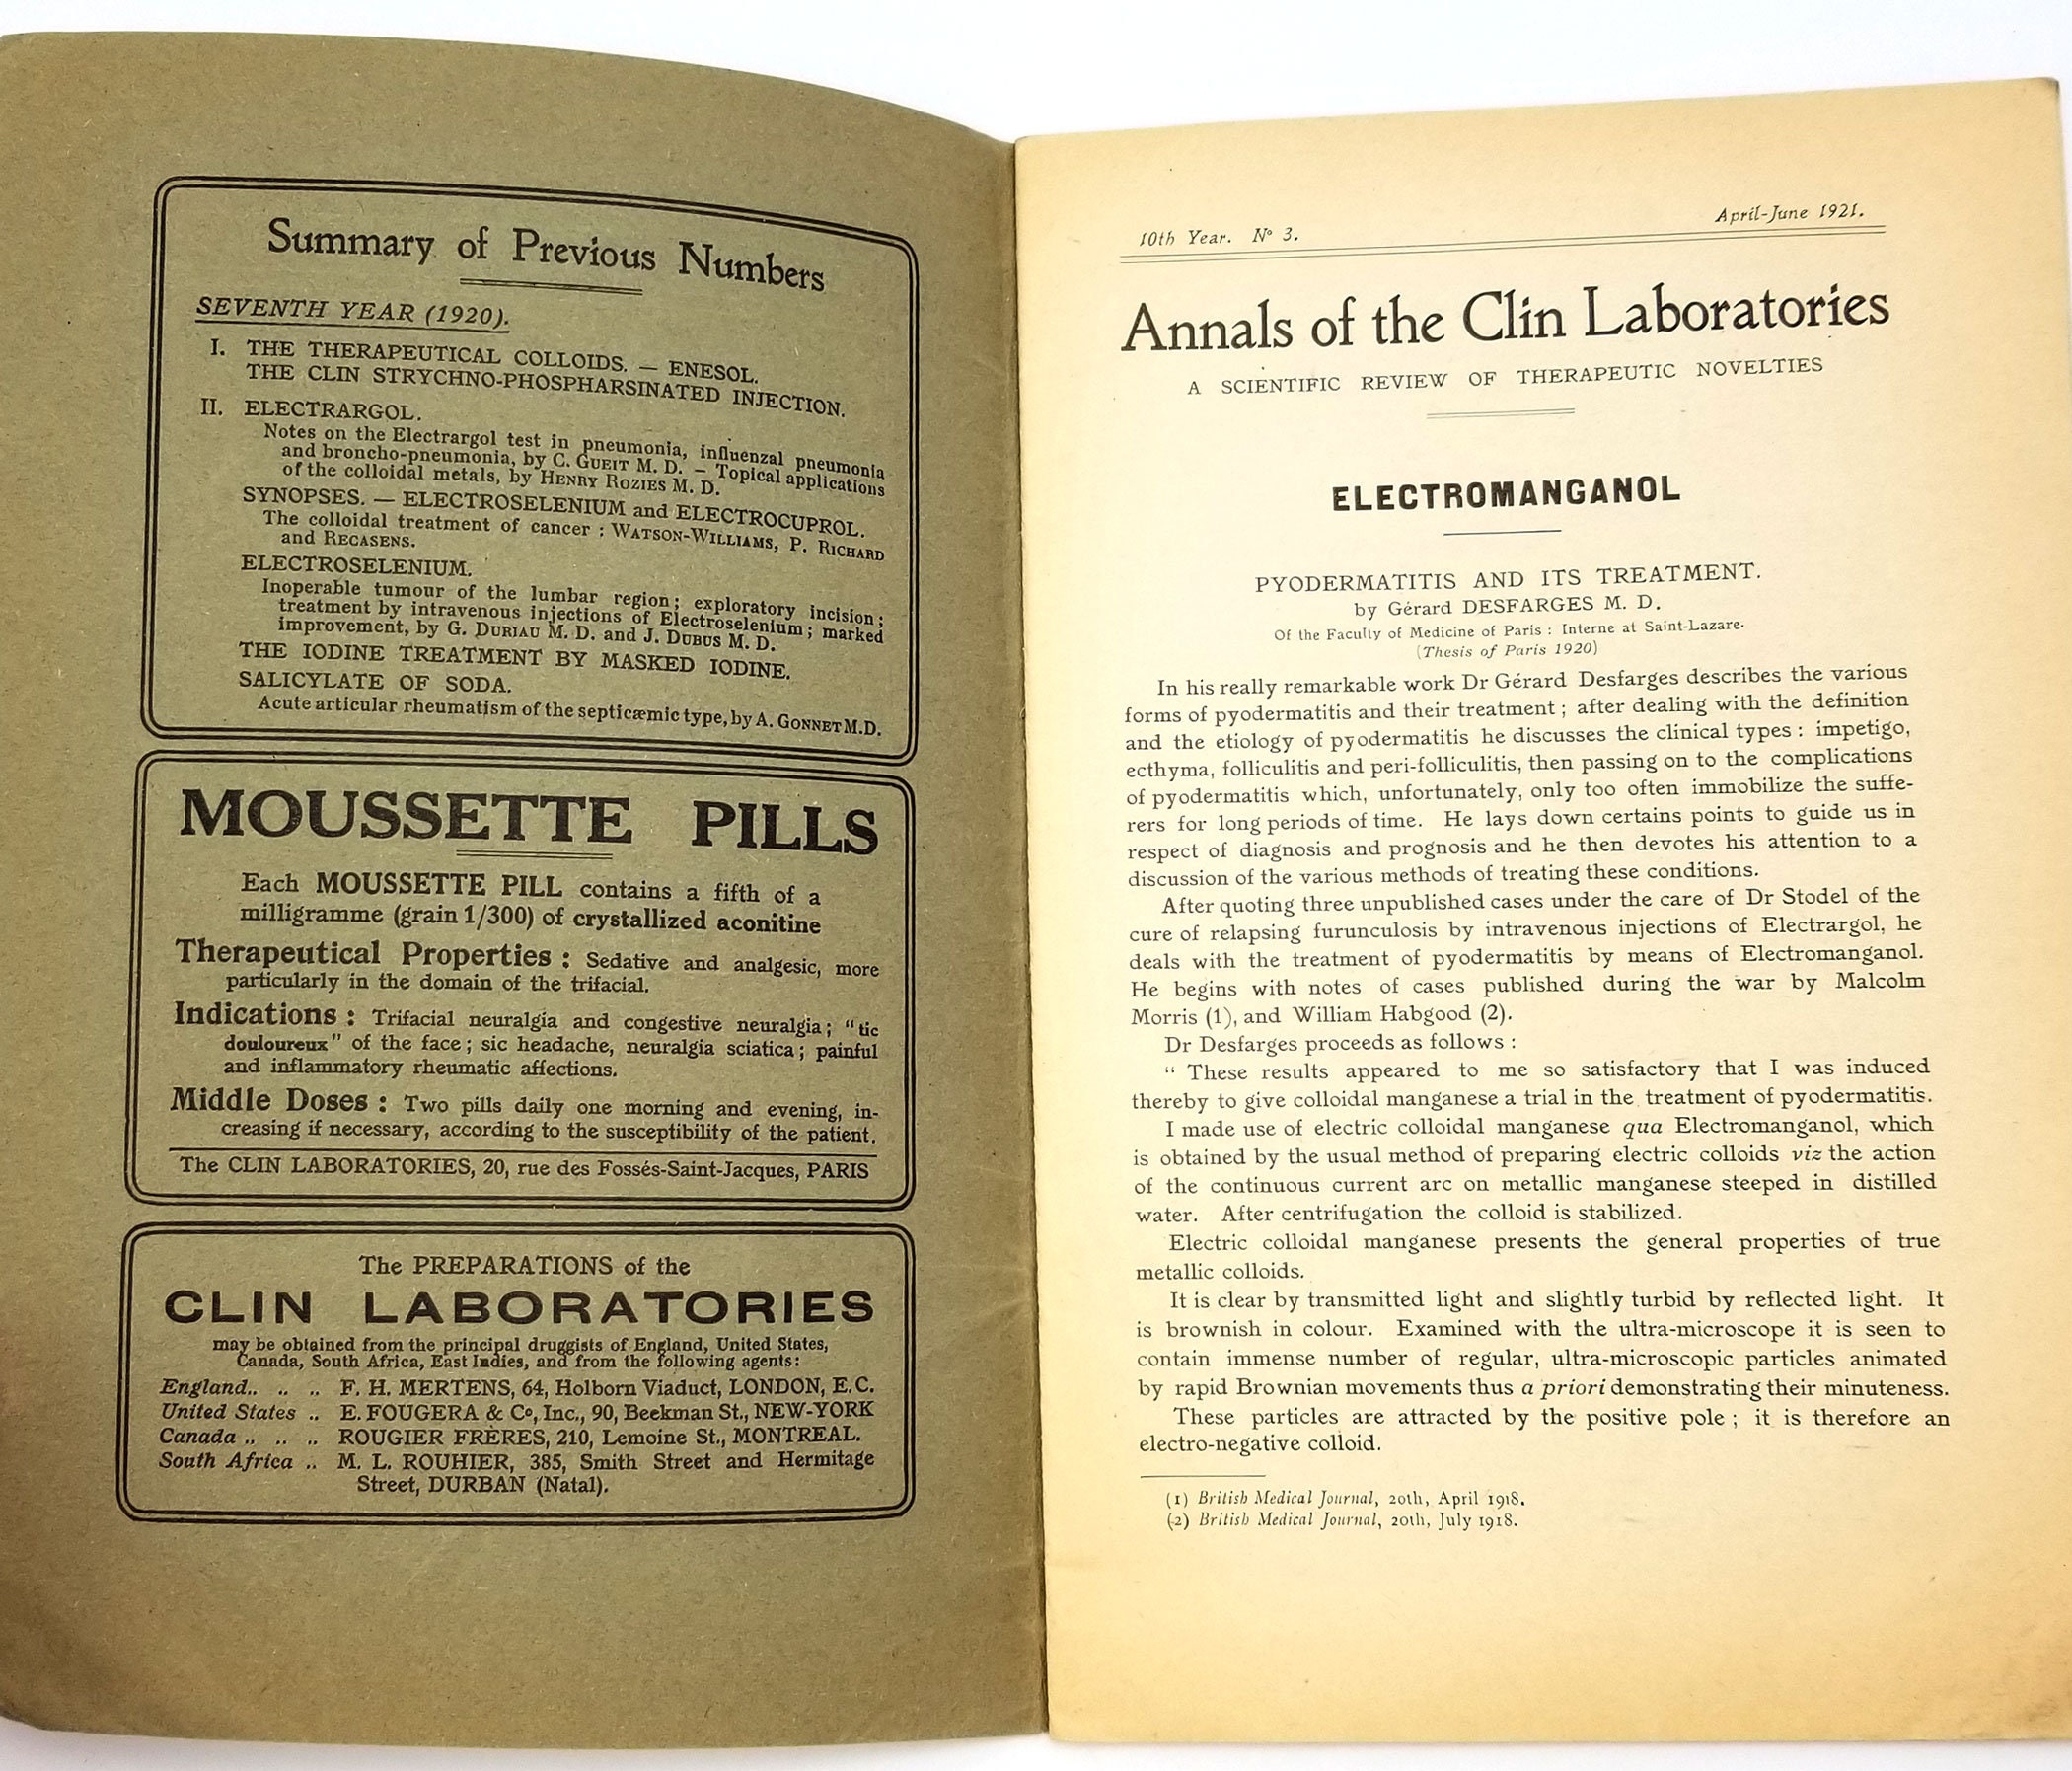 Summary of Previous Numbers
SEVENTH YEAR (1920).
I. THE THERAPEUTICAL COLLOIDS. — ENESOL.
THE CLIN STRYCHNO-PHOSPHARSINATED INJECTION.
II. ELECTRARGOL.
Notes on the Electrargol test in pneumonia, influenzal pneumonia
and broncho-pneumonia, by C. GUEIT M. D. — Topical applications
of the colloidal metals, by HENRY ROZIES M. D.
SYNOPSES. — ELECTROSELENIUM and ELECTROCUPROL.
The colloidal treatment of cancer : WATSON-WILLIAMS, P. RICHARD
and RECASENS.
ELECTROSELENIUM.
Inoperable tumour of the lumbar region ; exploratory incision ;
treatment by intravenous injections of Electroselenium ; marked
improvement, by G. DURIAU M. D. and J. DUBUS M. D.
THE IODINE TREATMENT BY MASKED IODINE.
SALICYLATE OF SODA.
Acute articular rheumatism of the septicæmic type, by A. GONNET M.D.
MOUSSETTE PILLS
Each MOUSSETTE PILL contains a fifth of a
milligramme (grain 1/300) of crystallized aconitine
Therapeutical Properties : Sedative and analgesic, more
particularly in the domain of the trifacial.
Indications : Trifacial neuralgia and congestive neuralgia ; “tic
douloureux” of the face ; sic headache, neuralgia sciatica ; painful
and inflammatory rheumatic affections.
Middle Doses : Two pills daily one morning and evening, in-
creasing if necessary, according to the susceptibility of the patient.
The CLIN LABORATORIES, 20, rue des Fossés-Saint-Jacques, PARIS
The PREPARATIONS of the
CLIN LABORATORIES
may be obtained from the principal druggists of England, United States,
Canada, South Africa, East Indies, and from the following agents:
England.. .. .. F. H. MERTENS, 64, Holborn Viaduct, LONDON, E.C.
United States .. E. FOUGERA & Co, Inc., 90, Beekman St., NEW-YORK
Canada .. .. .. ROUGIER FRÈRES, 210, Lemoine St., MONTREAL.
South Africa .. M. L. ROUHIER, 385, Smith Street and Hermitage
Street, DURBAN (Natal).
10th Year. No 3.
April-June 1921.
Annals of the Clin Laboratories
A SCIENTIFIC REVIEW OF THERAPEUTIC NOVELTIES
ELECTROMANGANOL
PYODERMATITIS AND ITS TREATMENT.
by Gérard DESFARGES M. D.
Of the Faculty of Medicine of Paris : Interne at Saint-Lazare.
(Thesis of Paris 1920)
In his really remarkable work Dr Gérard Desfarges describes the various
forms of pyodermatitis and their treatment ; after dealing with the definition
and the etiology of pyodermatitis he discusses the clinical types : impetigo,
ecthyma, folliculitis and peri-folliculitis, then passing on to the complications
of pyodermatitis which, unfortunately, only too often immobilize the suffe-
rers for long periods of time. He lays down certains points to guide us in
respect of diagnosis and prognosis and he then devotes his attention to a
discussion of the various methods of treating these conditions.
After quoting three unpublished cases under the care of Dr Stodel of the
cure of relapsing furunculosis by intravenous injections of Electrargol, he
deals with the treatment of pyodermatitis by means of Electromanganol.
He begins with notes of cases published during the war by Malcolm
Morris (1), and William Habgood (2).
Dr Desfarges proceeds as follows :
“ These results appeared to me so satisfactory that I was induced
thereby to give colloidal manganese a trial in the treatment of pyodermatitis.
I made use of electric colloidal manganese qua Electromanganol, which
is obtained by the usual method of preparing electric colloids viz the action
of the continuous current arc on metallic manganese steeped in distilled
water. After centrifugation the colloid is stabilized.
Electric colloidal manganese presents the general properties of true
metallic colloids.
It is clear by transmitted light and slightly turbid by reflected light. It
is brownish in colour. Examined with the ultra-microscope it is seen to
contain immense number of regular, ultra-microscopic particles animated
by rapid Brownian movements thus a priori demonstrating their minuteness.
These particles are attracted by the positive pole ; it is therefore an
electro-negative colloid.
(1) British Medical Journal, 20th, April 1918.
(2) British Medical Journal, 20th, July 1918.